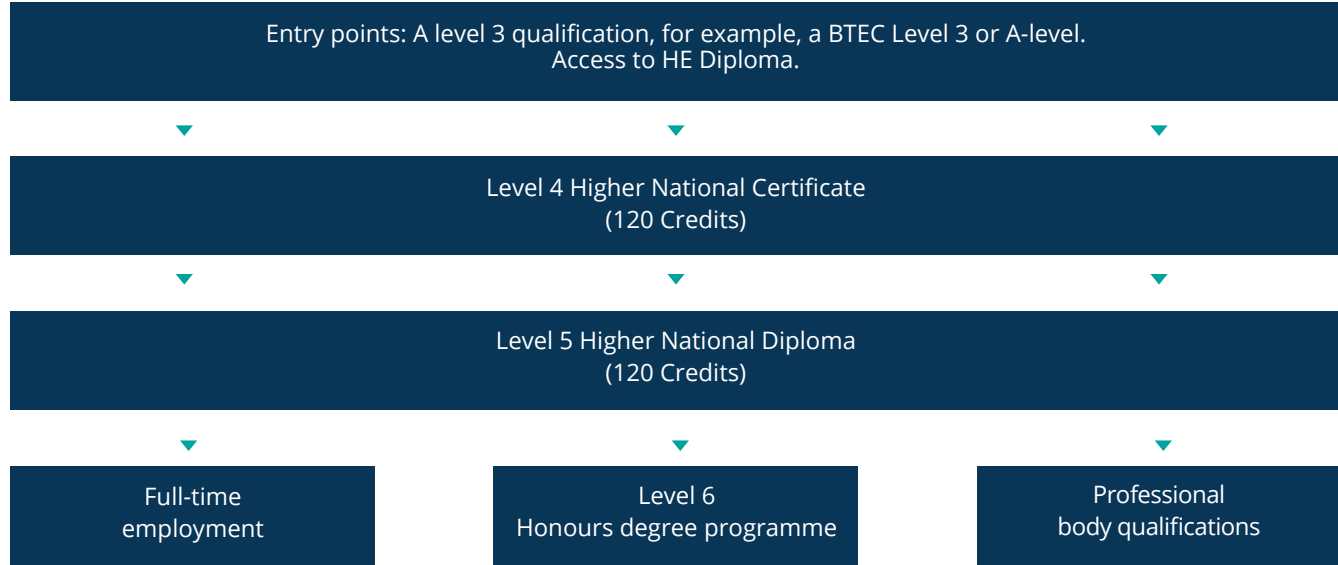 Entry points: A level 3 qualification, for example, a BTEC Level 3 or A-level.
Access to HE Diploma.
Level 4 Higher National Certificate
(120 Credits)
Level 5 Higher National Diploma
(120 Credits)
Full-time
employment
Level 6
Honours degree programme
Professional
body qualifications